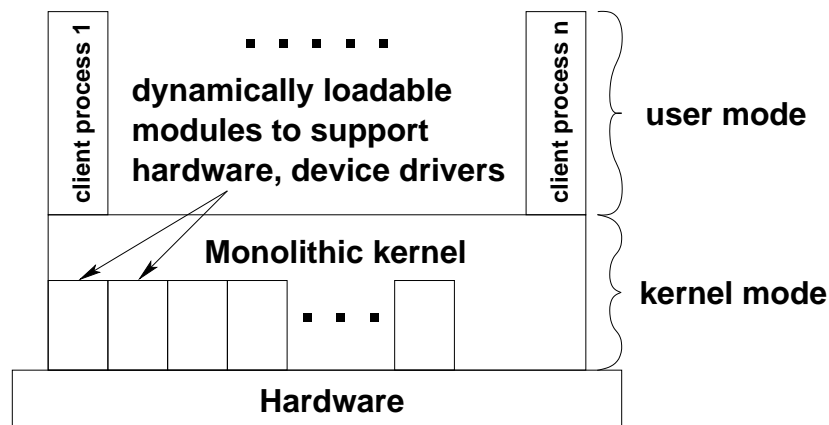 client process 1
client process n
dynamically loadable
modules to support
hardware, device drivers
user mode
Monolithic kernel
kernel mode
Hardware